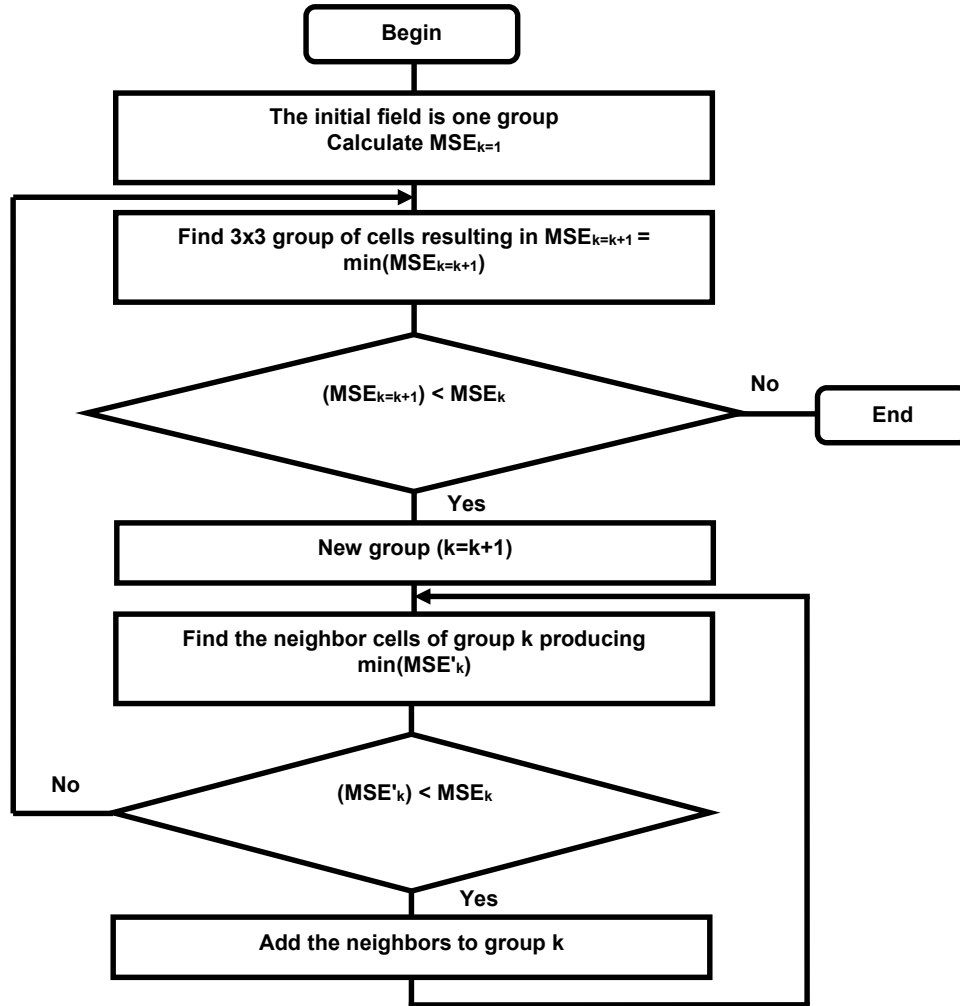 Begin
The initial field is one group
Calculate MSEₖ₌₁
Find 3x3 group of cells resulting in MSEₖ₌ₖ₊₁ =
min(MSEₖ₌ₖ₊₁)
(MSEₖ₌ₖ₊₁) < MSEₖ
No
End
Yes
New group (k=k+1)
Find the neighbor cells of group k producing
min(MSE'ₖ)
No
(MSE'ₖ) < MSEₖ
Yes
Add the neighbors to group k